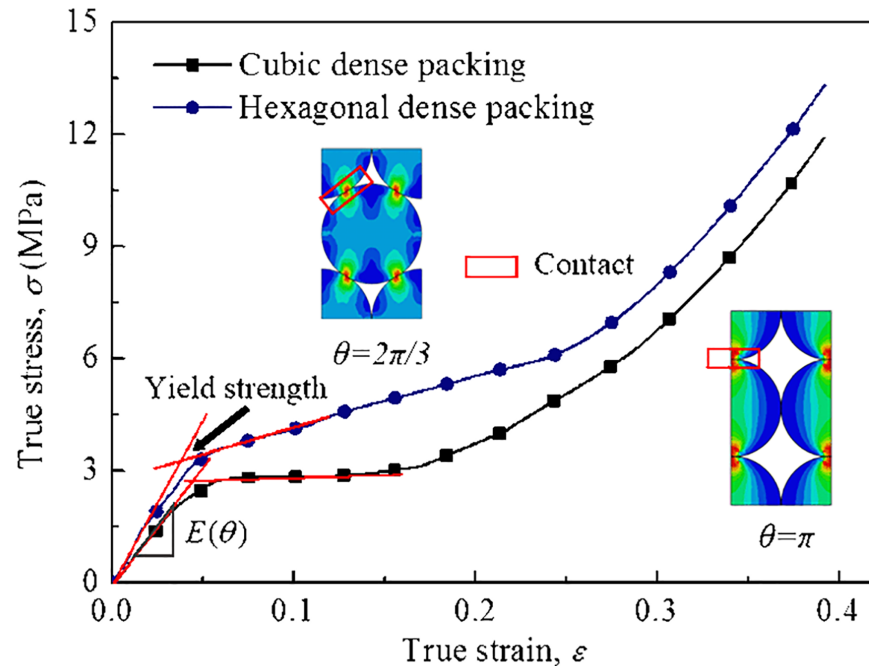 15
12
9
6
3
0
True stress, σ (MPa)
Cubic dense packing
Hexagonal dense packing
Contact
θ=2π/3
Yield strength
E(θ)
θ=π
0.0
0.1
0.2
0.3
0.4
True strain, ε